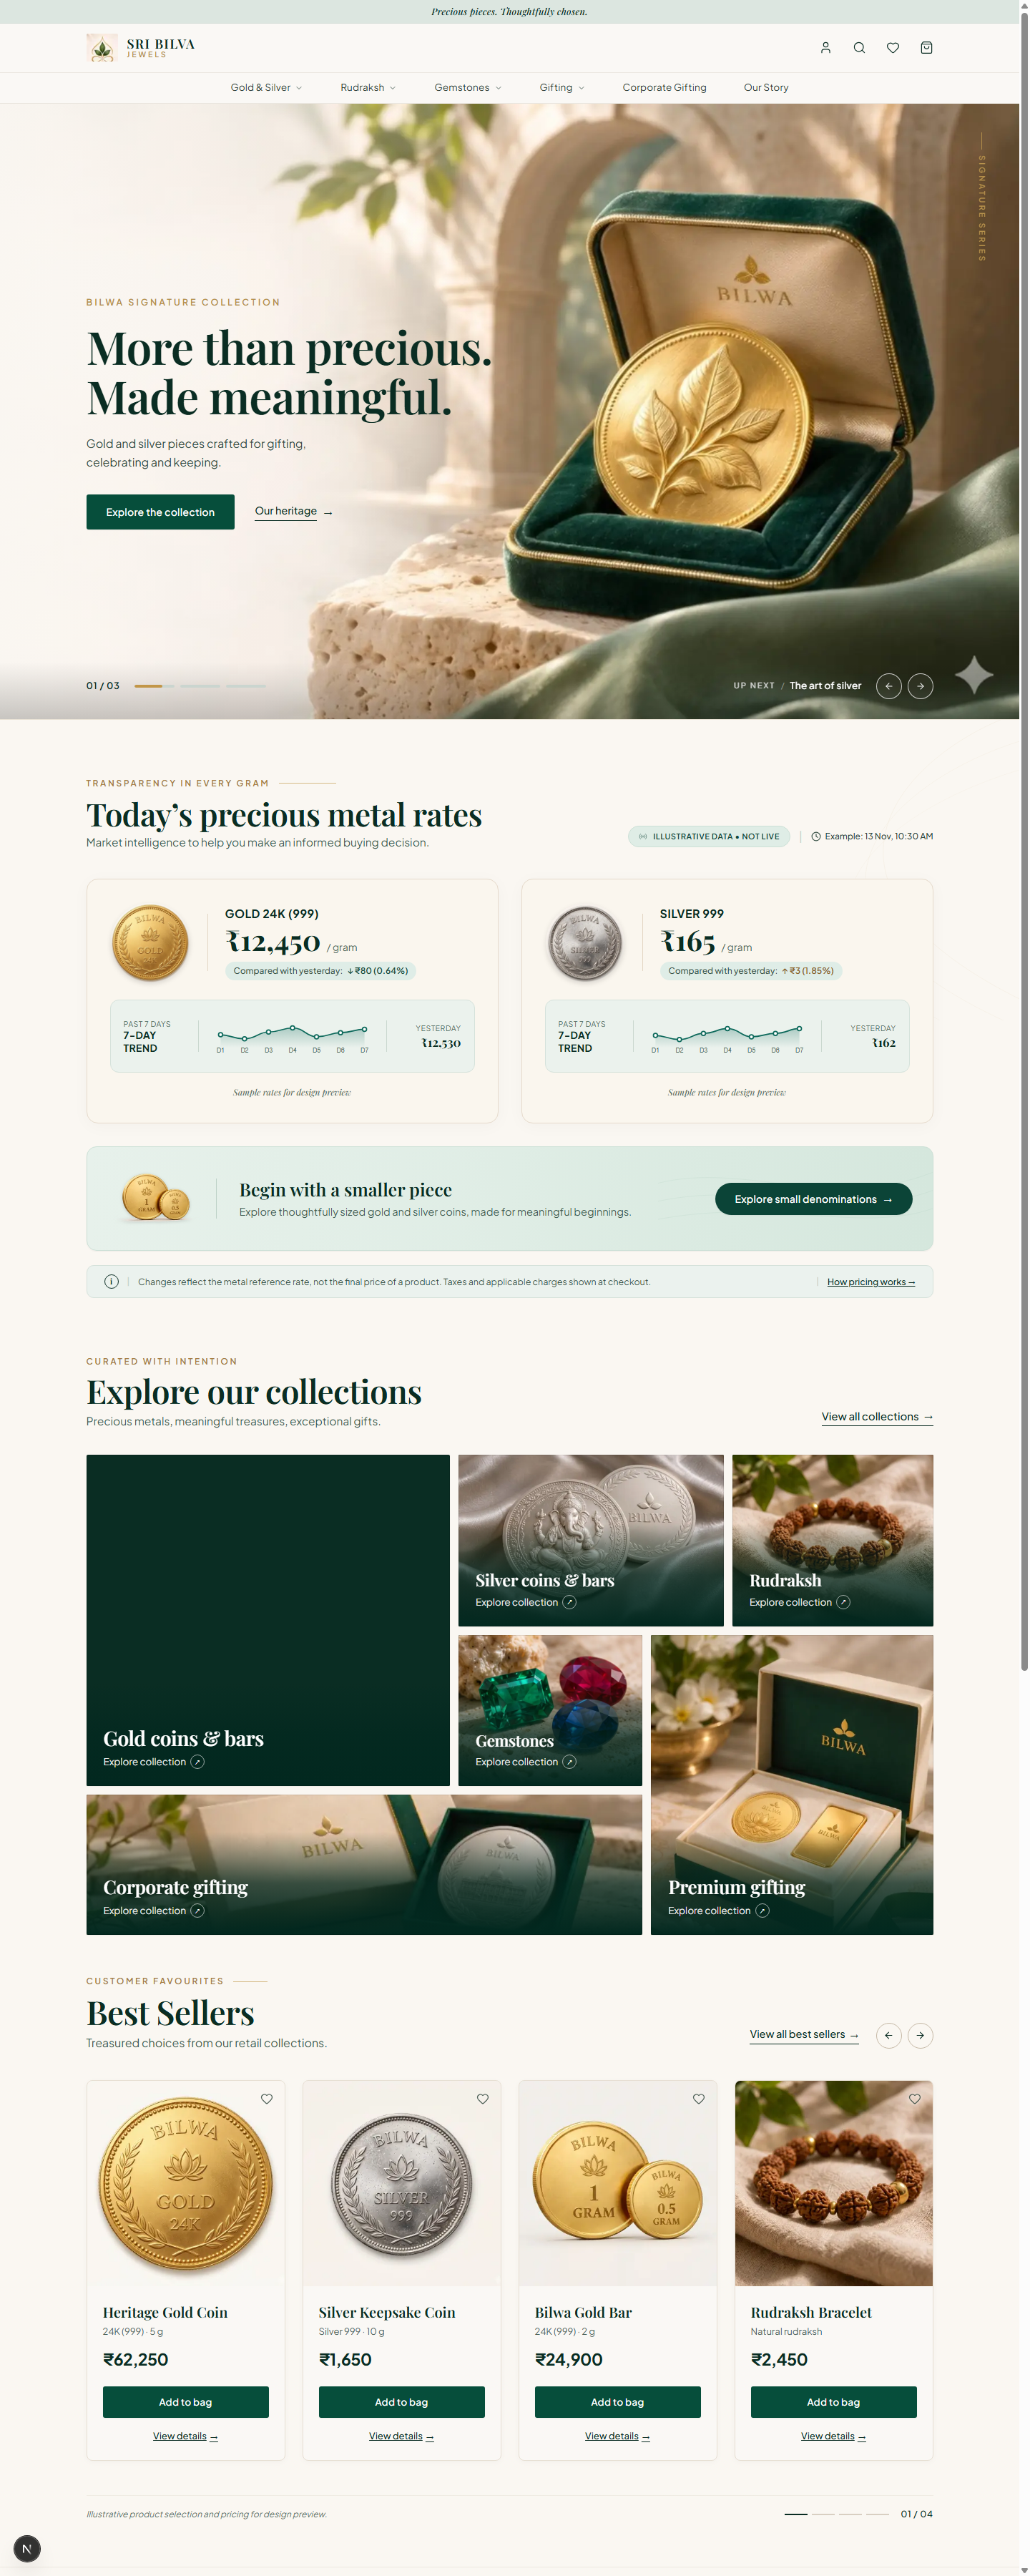 Precious pieces. Thoughtfully chosen.
SRI BILVA
JEWELS
Gold & Silver
Rudraksh
Gemstones
Gifting
Corporate Gifting
Our Story
SIGNATURE SERIES
BILWA
BILWA SIGNATURE COLLECTION
More than precious.
Made meaningful.
Gold and silver pieces crafted for gifting,
celebrating and keeping.
Explore the collection
Our heritage →
01 / 03
UP NEXT / The art of silver
← →
TRANSPARENCY IN EVERY GRAM
Today's precious metal rates
Market intelligence to help you make an informed buying decision.
ILLUSTRATIVE DATA • NOT LIVE
Example: 13 Nov, 10:30 AM
BILWA
GOLD
GOLD 24K (999)
₹12,450 / gram
Compared with yesterday: ↓ ₹80 (0.64%)
PAST 7 DAYS
7-DAY
TREND
D1 D2 D3 D4 D5 D6 D7
YESTERDAY
₹12,530
Sample rates for design preview
BILWA
SILVER
SILVER 999
₹165 / gram
Compared with yesterday: ↑ ₹3 (1.85%)
PAST 7 DAYS
7-DAY
TREND
D1 D2 D3 D4 D5 D6 D7
YESTERDAY
₹162
Sample rates for design preview
BILWA
1
GRAM
0.5
GRAM
Begin with a smaller piece
Explore thoughtfully sized gold and silver coins, made for meaningful beginnings.
Explore small denominations →
i
Changes reflect the metal reference rate, not the final price of a product. Taxes and applicable charges shown at checkout.
How pricing works →
CURATED WITH INTENTION
Explore our collections
Precious metals, meaningful treasures, exceptional gifts.
View all collections →
Gold coins & bars
Explore collection ↗
BILWA
Silver coins & bars
Explore collection ↗
Rudraksh
Explore collection ↗
Gemstones
Explore collection ↗
BILWA
BILWA
Premium gifting
Explore collection ↗
BILWA
BILWA
Corporate gifting
Explore collection ↗
CUSTOMER FAVOURITES
Best Sellers
Treasured choices from our retail collections.
View all best sellers →
← →
BILWA
GOLD
24K
Heritage Gold Coin
24K (999) · 5 g
₹62,250
Add to bag
View details →
BILWA
SILVER
999
Silver Keepsake Coin
Silver 999 · 10 g
₹1,650
Add to bag
View details →
BILWA
1
GRAM
BILWA
0.5
GRAM
Bilwa Gold Bar
24K (999) · 2 g
₹24,900
Add to bag
View details →
Rudraksh Bracelet
Natural rudraksh
₹2,450
Add to bag
View details →
Illustrative product selection and pricing for design preview.
01 / 04
N